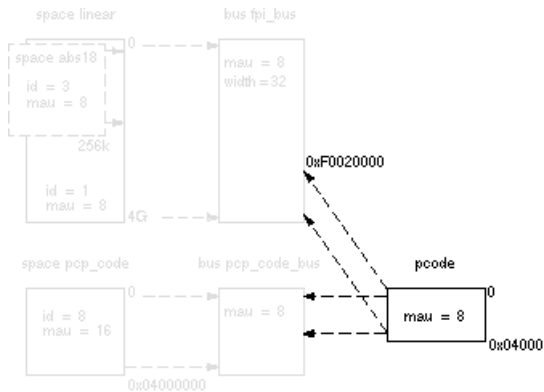 space linear
bus fpi_bus
0
space abs18
id = 3
mau = 8
mau = 8
width = 32
256k
0xF0020000
id = 1
mau = 8
4G
space pcp_code
bus pcp_code_bus
pcode
0
0
id = 8
mau = 16
mau = 8
mau = 8
0x04000
0x04000000